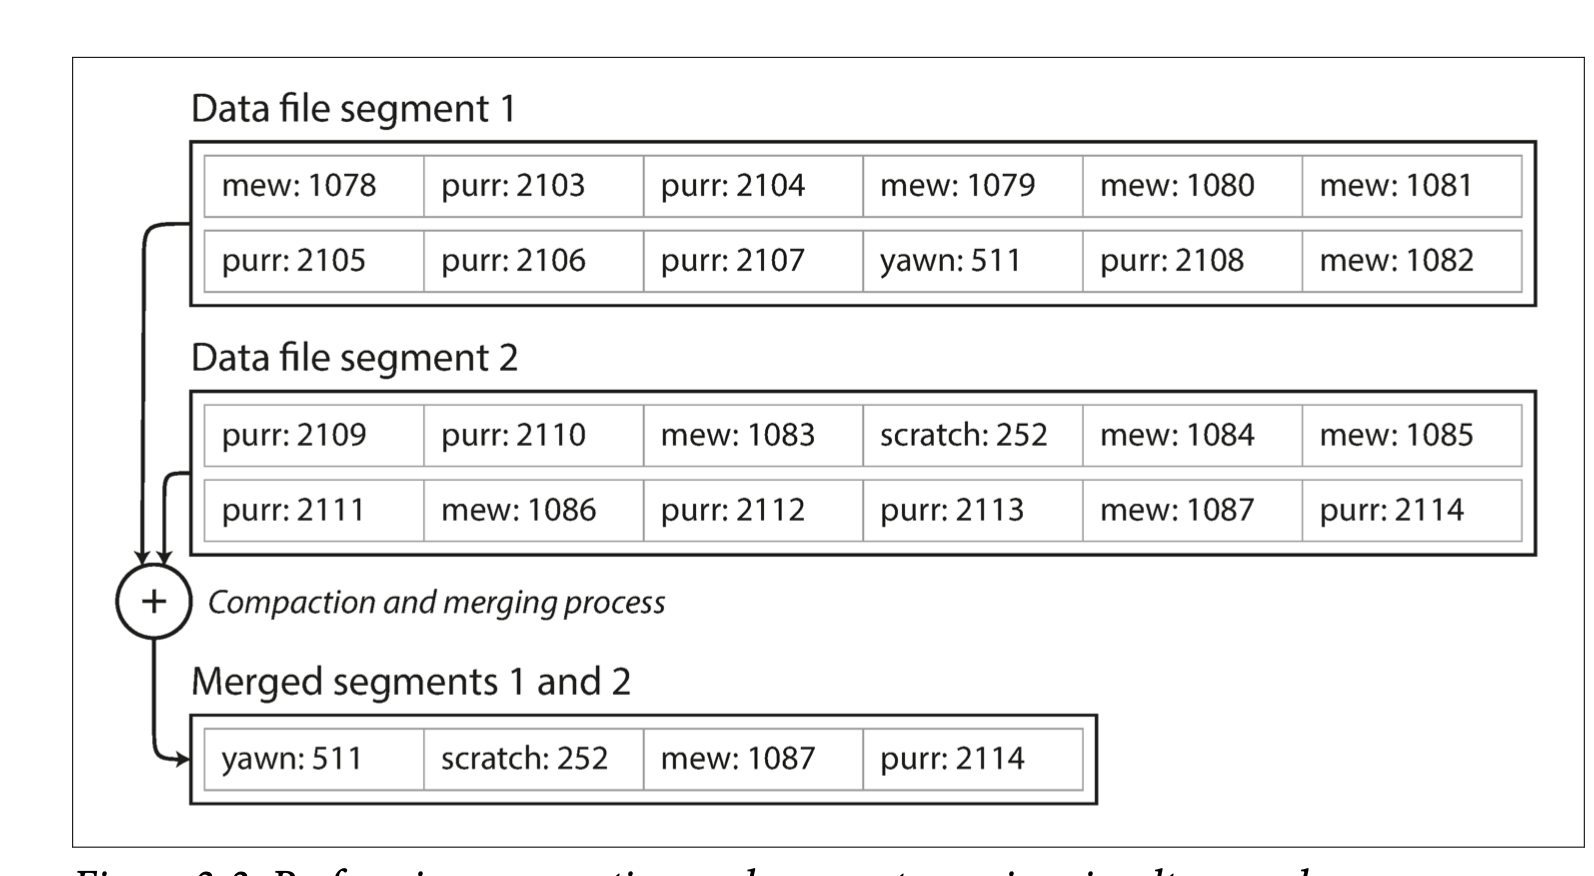 Data file segment 1
mew: 1078 purr: 2103 purr: 2104 mew: 1079 mew: 1080 mew: 1081
purr: 2105 purr: 2106 purr: 2107 yawn: 511 purr: 2108 mew: 1082
Data file segment 2
purr: 2109 purr: 2110 mew: 1083 scratch: 252 mew: 1084 mew: 1085
purr: 2111 mew: 1086 purr: 2112 purr: 2113 mew: 1087 purr: 2114
+ Compaction and merging process
Merged segments 1 and 2
yawn: 511 scratch: 252 mew: 1087 purr: 2114